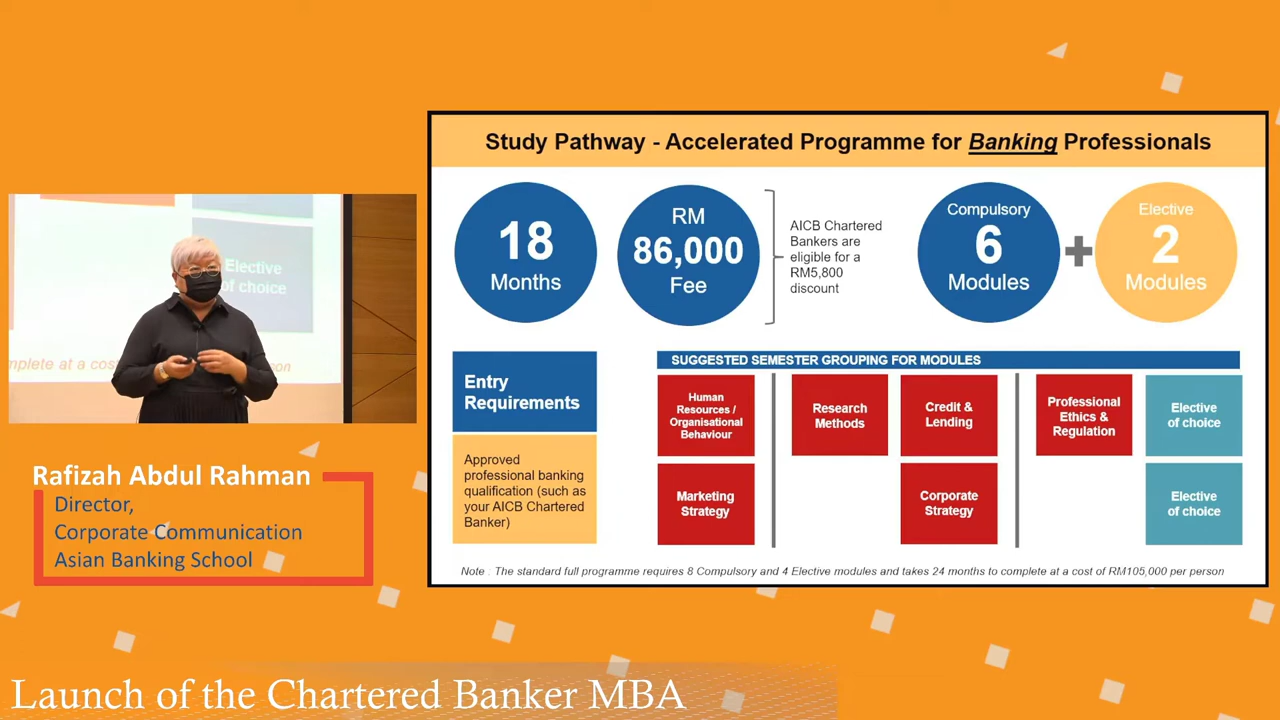 Study Pathway - Accelerated Programme for Banking Professionals
18
Months
RM
86,000
Fee
AICB Chartered
Bankers are
eligible for a
RM5,800
discount
Compulsory
6
Modules
+
Elective
2
Modules
Entry
Requirements
Approved
professional banking
qualification (such as
your AICB Chartered
Banker)
SUGGESTED SEMESTER GROUPING FOR MODULES
Human
Resources /
Organisational
Behaviour
Marketing
Strategy
Research
Methods
Credit &
Lending
Corporate
Strategy
Professional
Ethics &
Regulation
Elective
of choice
Elective
of choice
Note . The standard full programme requires 8 Compulsory and 4 Elective modules and takes 24 months to complete at a cost of RM105,000 per person
Elective
of choice
mplete at a cost
on
Rafizah Abdul Rahman
Director,
Corporate Communication
Asian Banking School
Launch of the Chartered Banker MBA